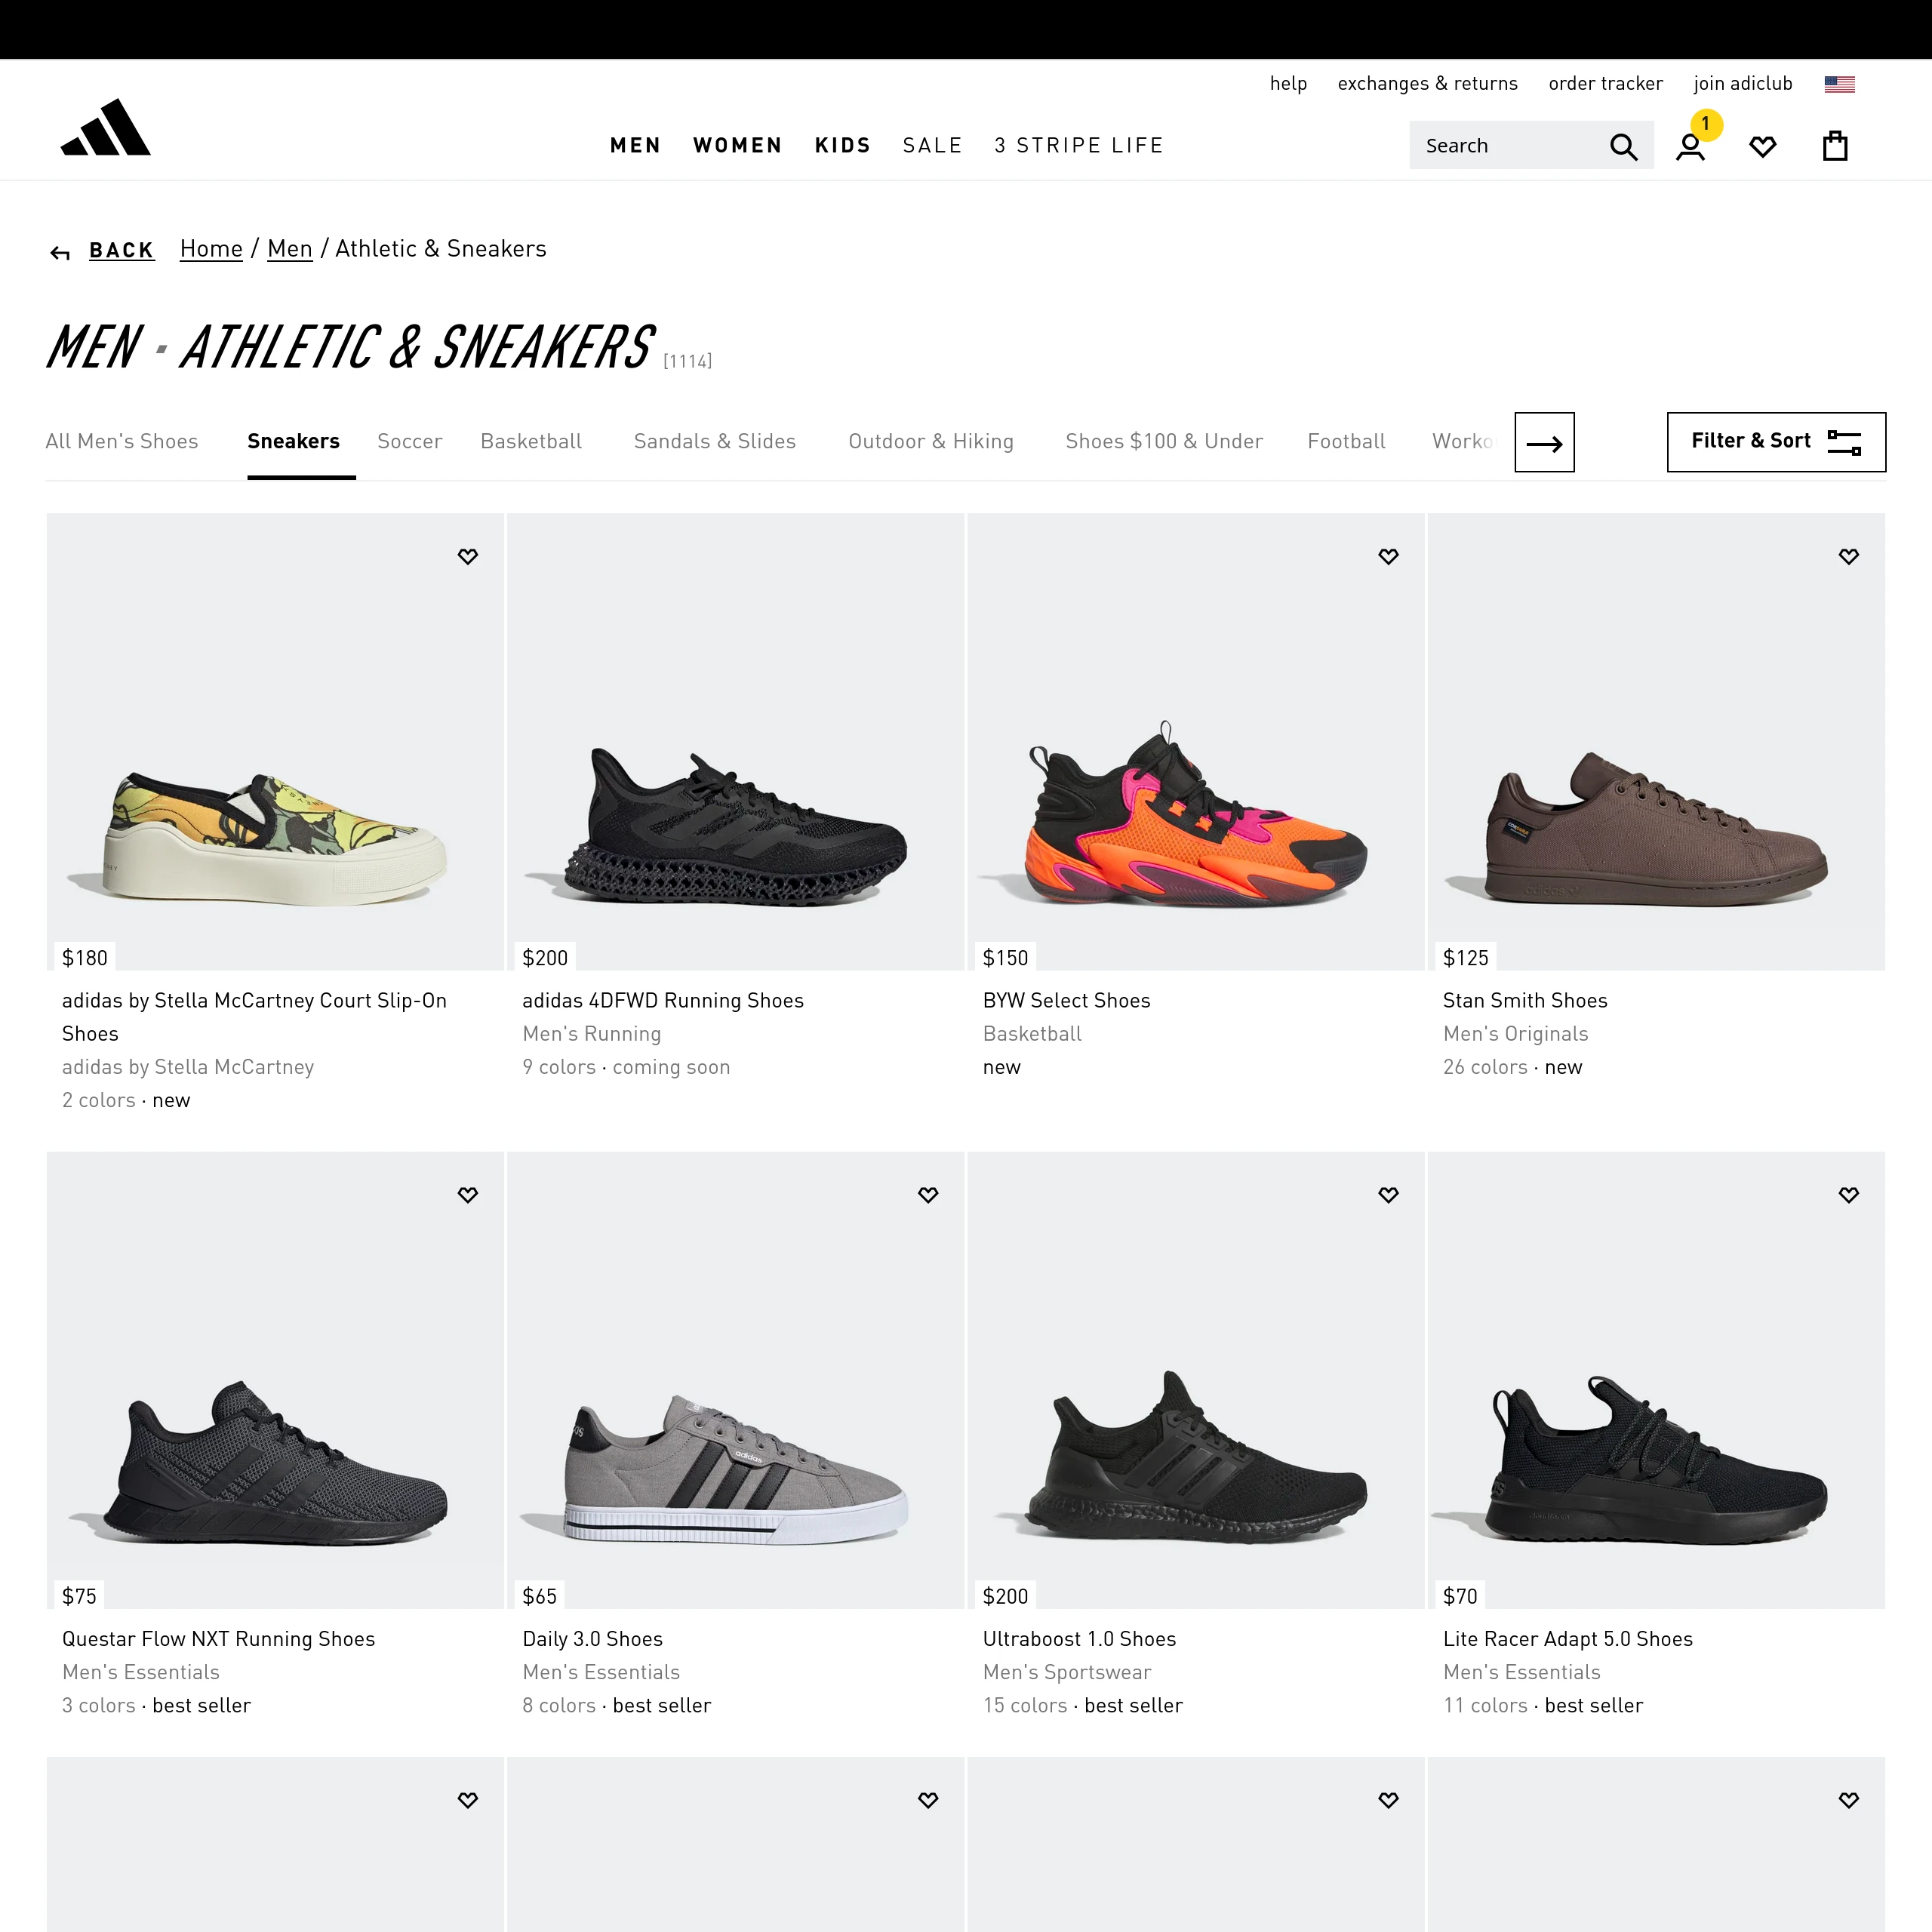 help exchanges & returns order tracker join adiclub
1
MEN WOMEN KIDS SALE 3 STRIPE LIFE Search
BACK Home / Men / Athletic & Sneakers
MEN - ATHLETIC & SNEAKERS [1114]
All Men's Shoes Sneakers Soccer Basketball Sandals & Slides Outdoor & Hiking Shoes $100 & Under Football Worko Filter & Sort
$180 $200 $150 $125
adidas by Stella McCartney Court Slip-On
Shoes
adidas by Stella McCartney
2 colors · new
adidas 4DFWD Running Shoes
Men's Running
9 colors · coming soon
BYW Select Shoes
Basketball
new
Stan Smith Shoes
Men's Originals
26 colors · new
adidas
$75 $65 $200 $70
Questar Flow NXT Running Shoes
Men's Essentials
3 colors · best seller
Daily 3.0 Shoes
Men's Essentials
8 colors · best seller
Ultraboost 1.0 Shoes
Men's Sportswear
15 colors · best seller
Lite Racer Adapt 5.0 Shoes
Men's Essentials
11 colors · best seller